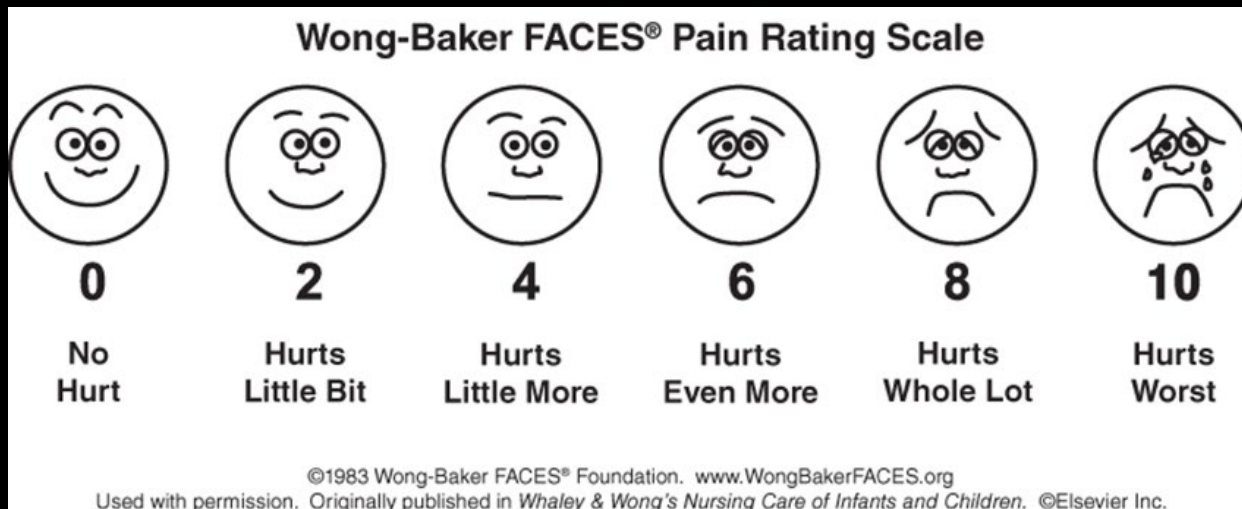 Wong-Baker FACES® Pain Rating Scale
0 2 4 6 8 10
No Hurts Hurts Hurts Hurts Hurts
Hurt Little Bit Little More Even More Whole Lot Worst
©1983 Wong-Baker FACES® Foundation. www.WongBakerFACES.org
Used with permission. Originally published in Whaley & Wong's Nursing Care of Infants and Children. ©Elsevier Inc.